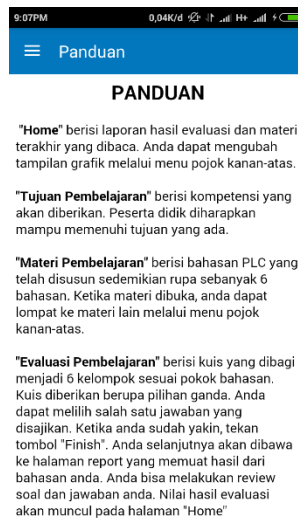 9:07PM 0,04K/d H+
Panduan
PANDUAN
"Home" berisi laporan hasil evaluasi dan materi
terakhir yang dibaca. Anda dapat mengubah
tampilan grafik melalui menu pojok kanan-atas.
"Tujuan Pembelajaran" berisi kompetensi yang
akan diberikan. Peserta didik diharapkan
mampu memenuhi tujuan yang ada.
"Materi Pembelajaran" berisi bahasan PLC yang
telah disusun sedemikian rupa sebanyak 6
bahasan. Ketika materi dibuka, anda dapat
lompat ke materi lain melalui menu pojok
kanan-atas.
"Evaluasi Pembelajaran" berisi kuis yang dibagi
menjadi 6 kelompok sesuai pokok bahasan.
Kuis diberikan berupa pilihan ganda. Anda
dapat melilih salah satu jawaban yang
disajikan. Ketika anda sudah yakin, tekan
tombol "Finish". Anda selanjutnya akan dibawa
ke halaman report yang memuat hasil dari
bahasan anda. Anda bisa melakukan review
soal dan jawaban anda. Nilai hasil evaluasi
akan muncul pada halaman "Home"